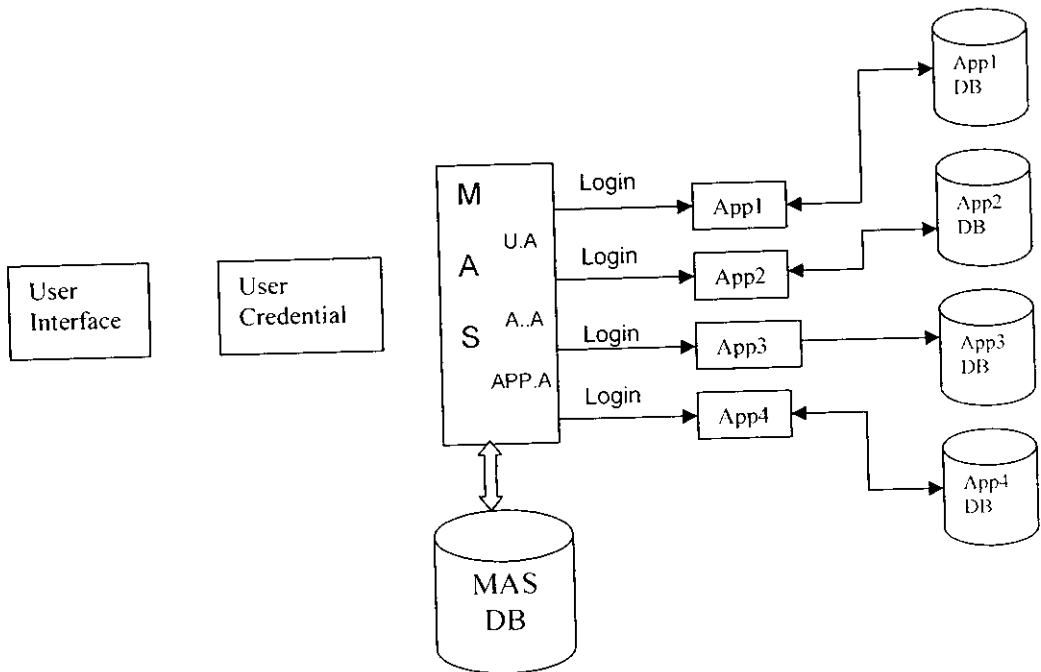 App1
DB
M
Login
App1
App2
DB
U.A
User
Interface
User
Credential
A
Login
App2
A..A
S
Login
App3
App3
DB
APP.A
Login
App4
App4
DB
MAS
DB